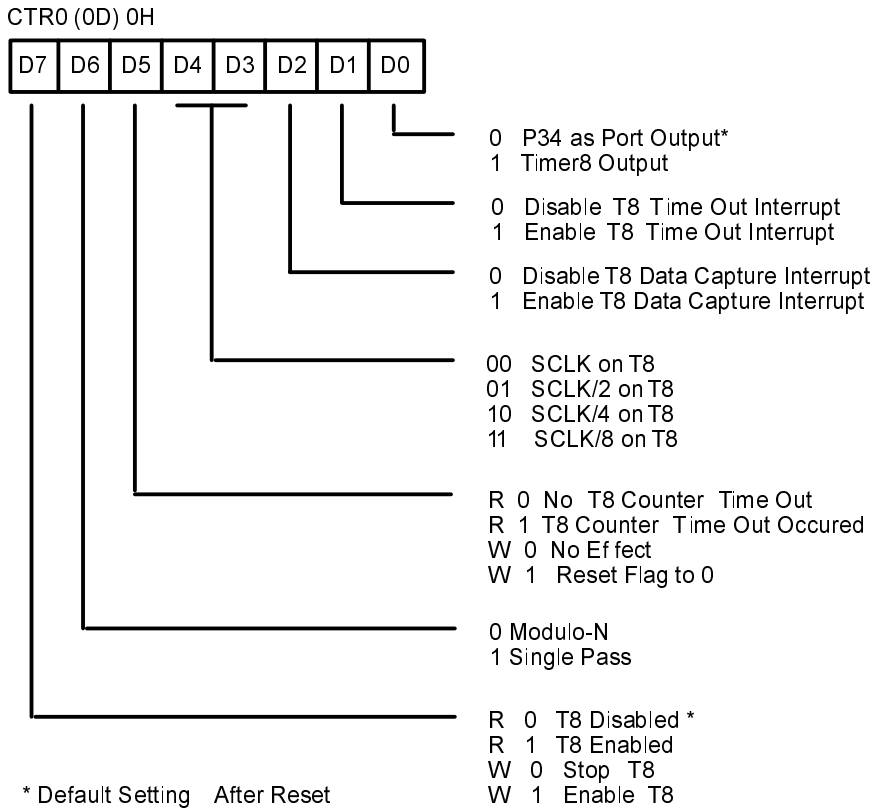 CTR0 (0D) 0H
D7 D6 D5 D4 D3 D2 D1 D0
0 P34 as Port Output*
1 Timer8 Output
0 Disable T8 Time Out Interrupt
1 Enable T8 Time Out Interrupt
0 Disable T8 Data Capture Interrupt
1 Enable T8 Data Capture Interrupt
00 SCLK on T8
01 SCLK/2 on T8
10 SCLK/4 on T8
11 SCLK/8 on T8
R 0 No T8 Counter Time Out
R 1 T8 Counter Time Out Occured
W 0 No Effect
W 1 Reset Flag to 0
0 Modulo-N
1 Single Pass
R 0 T8 Disabled *
R 1 T8 Enabled
W 0 Stop T8
W 1 Enable T8
* Default Setting After Reset